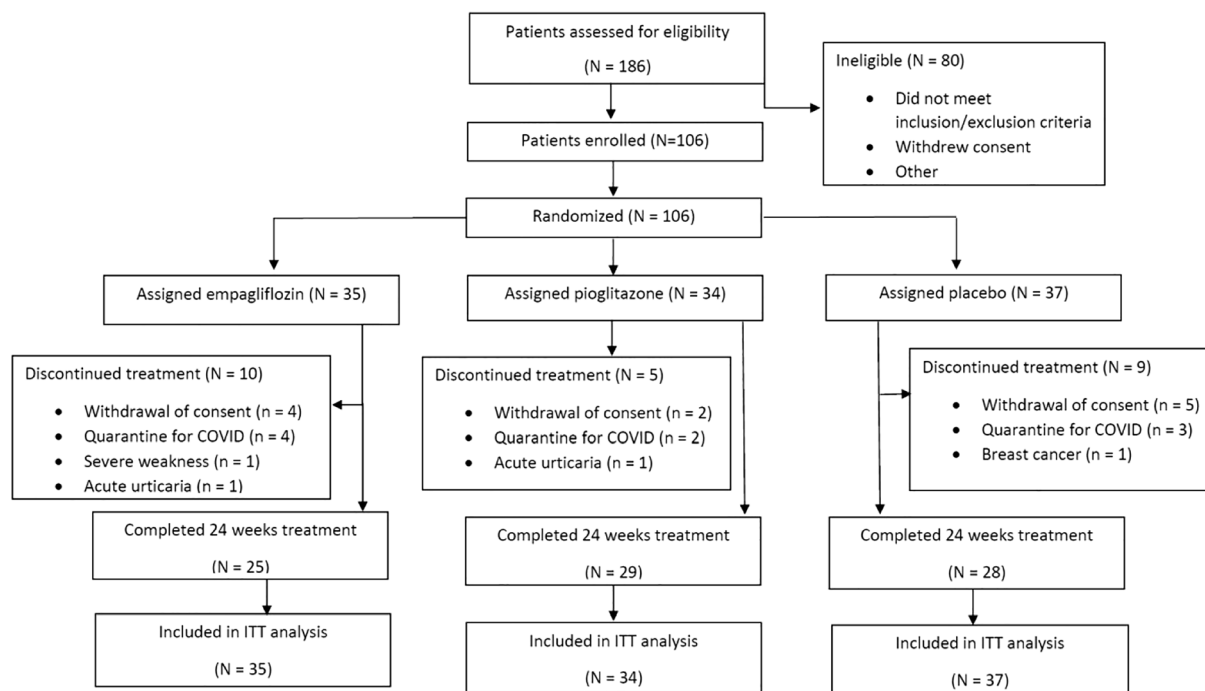 Patients assessed for eligibility
(N = 186)
Ineligible (N = 80)
• Did not meet
inclusion/exclusion criteria
• Withdrew consent
• Other
Patients enrolled (N=106)
Randomized (N = 106)
Assigned empagliflozin (N = 35)
Assigned pioglitazone (N = 34)
Assigned placebo (N = 37)
Discontinued treatment (N = 10)
• Withdrawal of consent (n = 4)
• Quarantine for COVID (n = 4)
• Severe weakness (n = 1)
• Acute urticaria (n = 1)
Discontinued treatment (N = 5)
• Withdrawal of consent (n = 2)
• Quarantine for COVID (n = 2)
• Acute urticaria (n = 1)
Discontinued treatment (N = 9)
• Withdrawal of consent (n = 5)
• Quarantine for COVID (n = 3)
• Breast cancer (n = 1)
Completed 24 weeks treatment
(N = 25)
Completed 24 weeks treatment
(N = 29)
Completed 24 weeks treatment
(N = 28)
Included in ITT analysis
(N = 35)
Included in ITT analysis
(N = 34)
Included in ITT analysis
(N = 37)